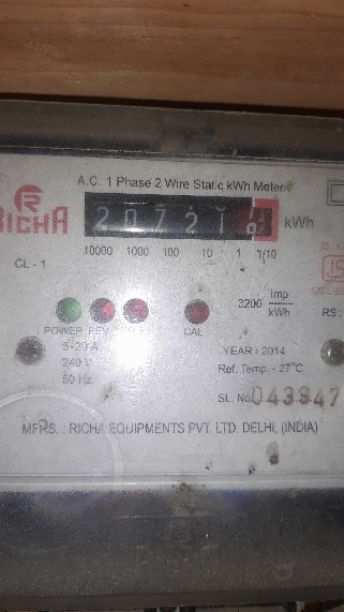 A.C. 1 Phase 2 Wire Static kWh Meter
RICHA
20721 kWh
10000 1000 100 10 1 1/10
CL - 1
3200 Imp/kWh
POWER REV CAL
RS :
5-20 A
240 V
50 Hz
YEAR : 2014
Ref. Temp. - 27°C
SL. No. 043947
MFRS. : RICHA EQUIPMENTS PVT. LTD. DELHI, (INDIA)